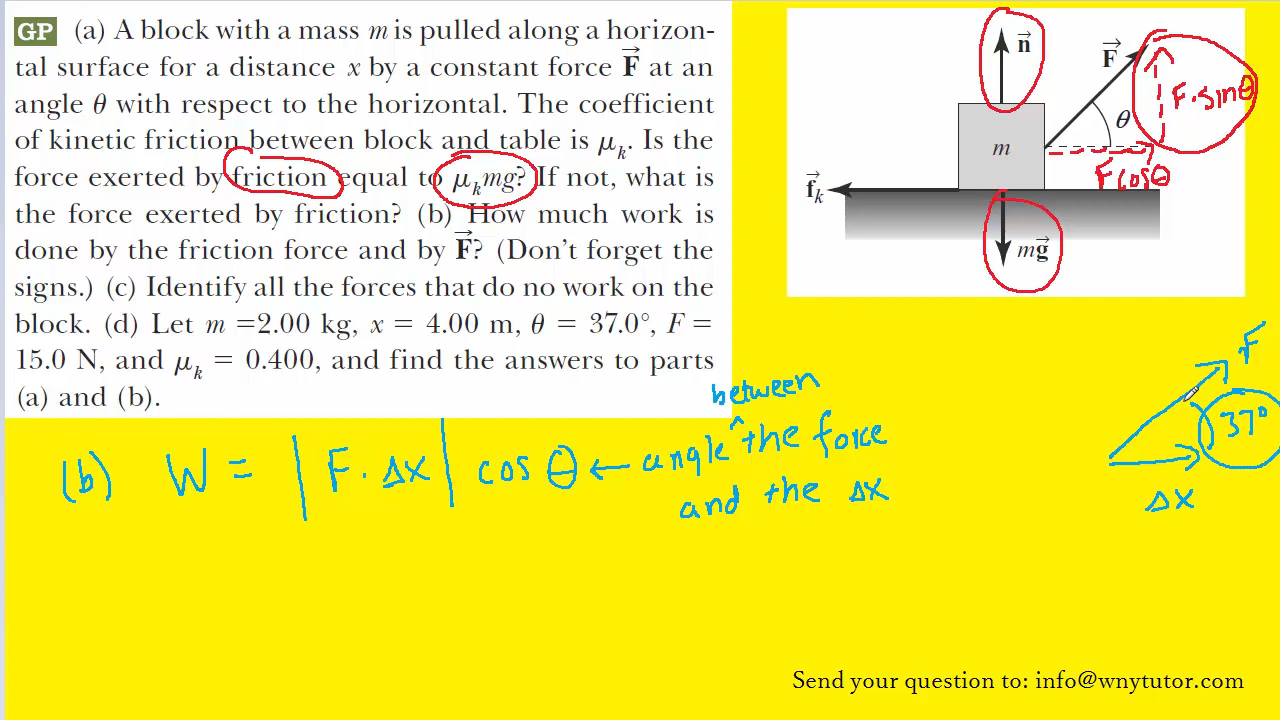 GP (a) A block with a mass m is pulled along a horizon-
tal surface for a distance x by a constant force F⃗ at an
angle θ with respect to the horizontal. The coefficient
of kinetic friction between block and table is μₖ. Is the
force exerted by friction equal to μₖmg? If not, what is
the force exerted by friction? (b) How much work is
done by the friction force and by F⃗? (Don't forget the
signs.) (c) Identify all the forces that do no work on the
block. (d) Let m =2.00 kg, x = 4.00 m, θ = 37.0°, F =
15.0 N, and μₖ = 0.400, and find the answers to parts
(a) and (b).
n⃗
F⃗
F·sinθ
θ
m
Fcosθ
f⃗ₖ
mg⃗
F
37°
Δx
(b) W = |F·Δx| cos θ ← angle ^ the force
between
and the Δx
Send your question to: info@wnytutor.com